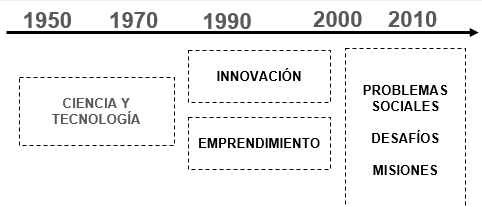 1950 1970 1990 2000 2010
CIENCIA Y
TECNOLOGÍA
INNOVACIÓN
EMPRENDIMIENTO
PROBLEMAS
SOCIALES
DESAFÍOS
MISIONES